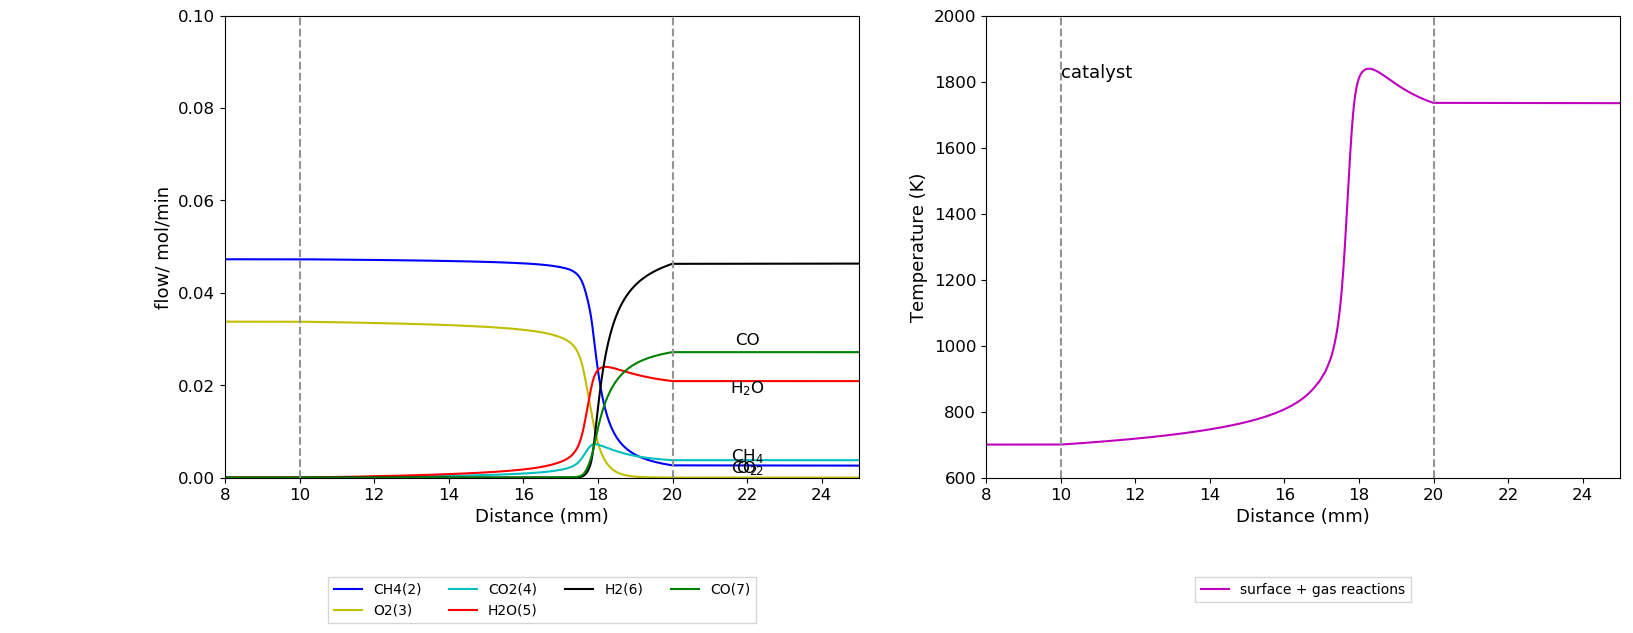 0.10
0.08
0.06
0.04
0.02
0.00
flow/ mol/min
8 10 12 14 16 18 20 22 24
Distance (mm)
CO
H₂O
CH₄
CO₂
O₂
CH4(2) CO2(4) H2(6) CO(7)
O2(3) H2O(5)
2000
1800
1600
1400
1200
1000
800
600
Temperature (K)
catalyst
8 10 12 14 16 18 20 22 24
Distance (mm)
surface + gas reactions